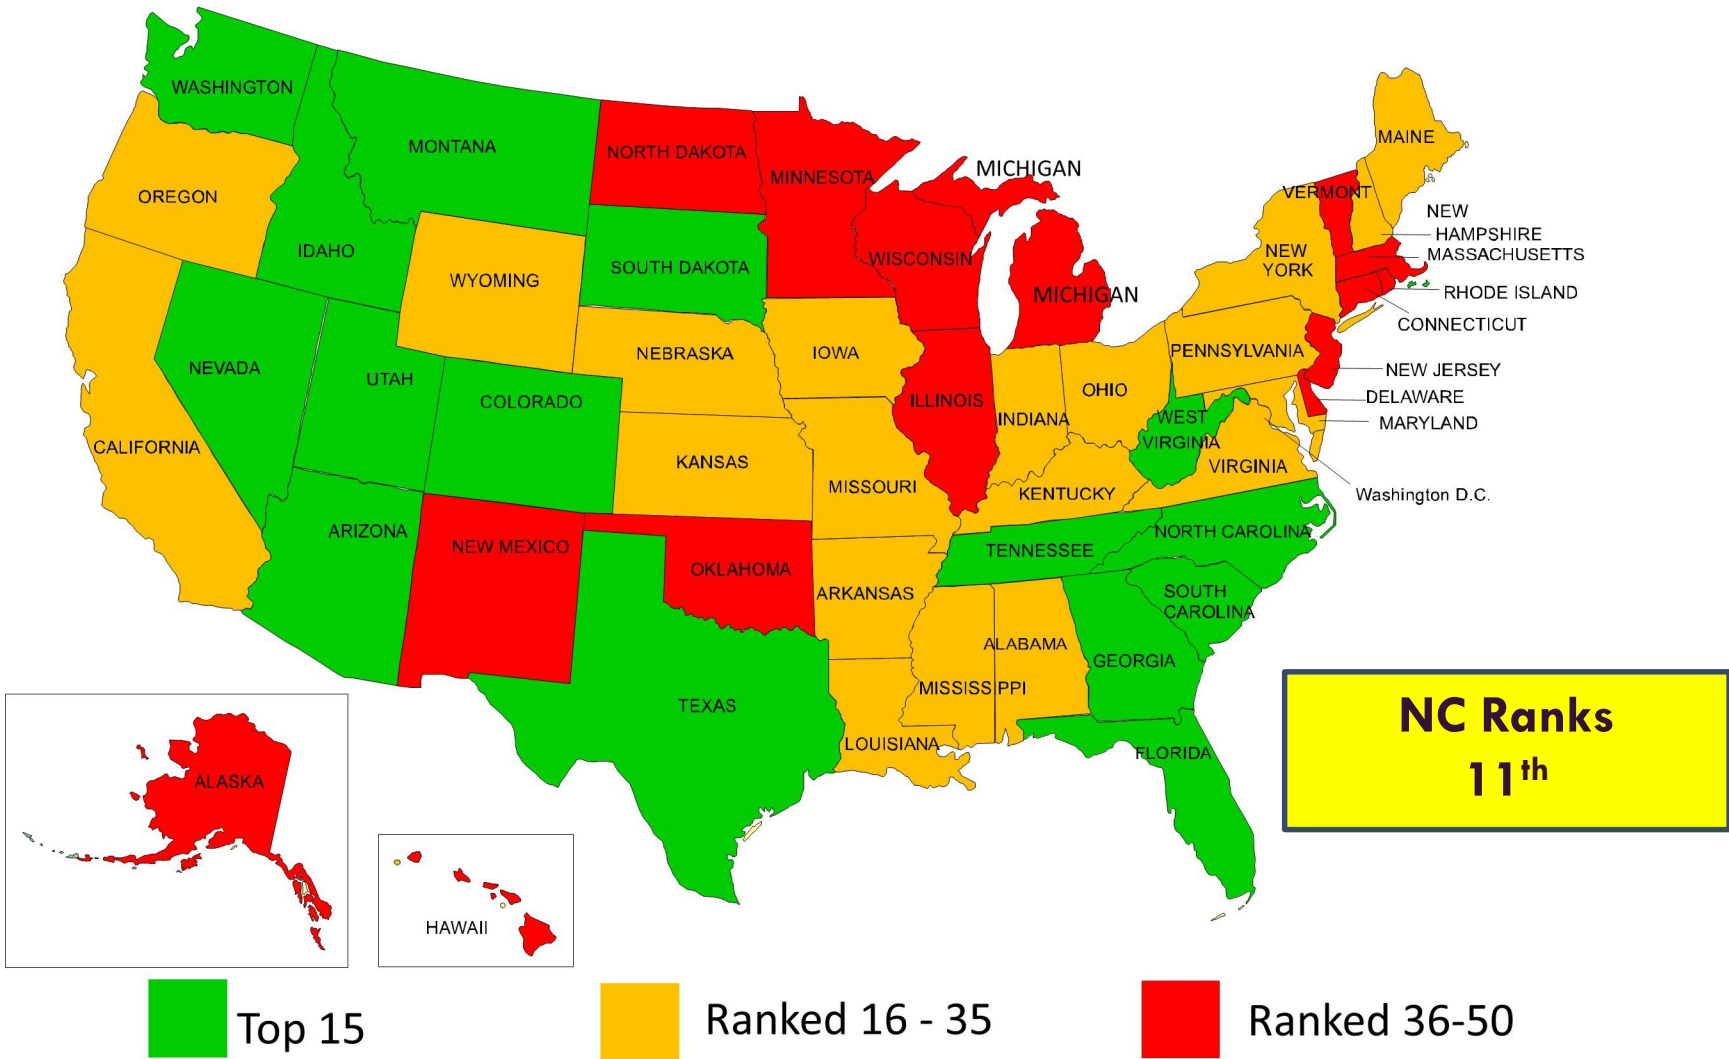 WASHINGTON
MONTANA
NORTH DAKOTA
MINNESOTA
MICHIGAN
MAINE
VERMONT
OREGON
IDAHO
WYOMING
SOUTH DAKOTA
WISCONSIN
MICHIGAN
NEW
YORK
NEW
HAMPSHIRE
MASSACHUSETTS
RHODE ISLAND
CONNECTICUT
NEVADA
UTAH
COLORADO
NEBRASKA
IOWA
ILLINOIS
INDIANA
OHIO
PENNSYLVANIA
NEW JERSEY
DELAWARE
MARYLAND
CALIFORNIA
KANSAS
MISSOURI
KENTUCKY
WEST
VIRGINIA
VIRGINIA
Washington D.C.
ARIZONA
NEW MEXICO
OKLAHOMA
ARKANSAS
TENNESSEE
NORTH CAROLINA
SOUTH
CAROLINA
TEXAS
LOUISIANA
MISSISSIPPI
ALABAMA
GEORGIA
FLORIDA
ALASKA
HAWAII
NC Ranks
11th
Top 15
Ranked 16 - 35
Ranked 36-50